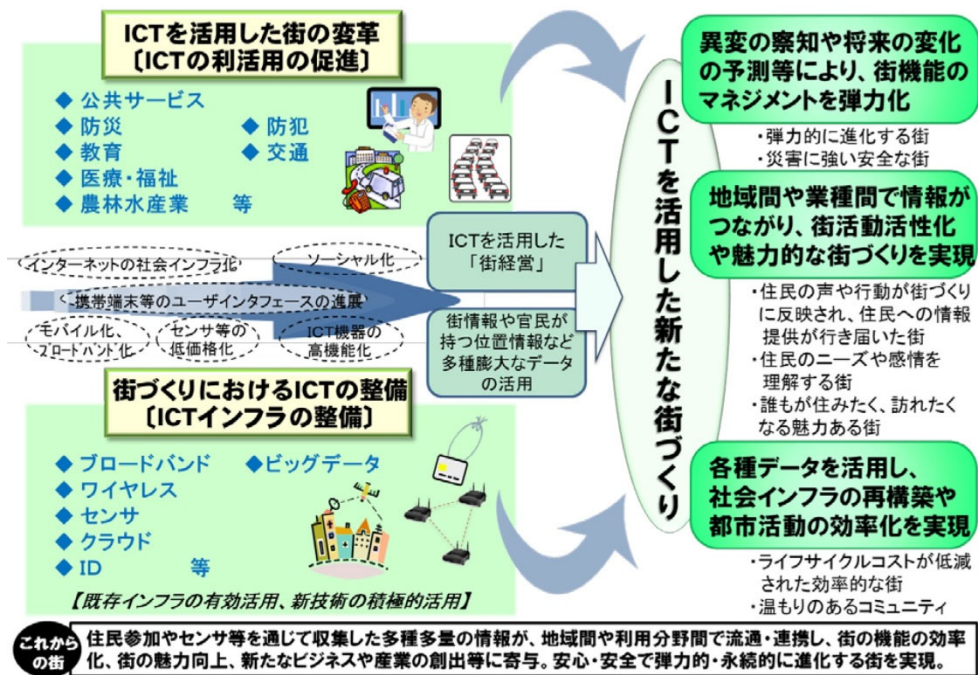 ICTを活用した街の変革
〔ICTの利活用の促進〕
◆ 公共サービス
◆ 防災
◆ 防犯
◆ 教育
◆ 交通
◆ 医療・福祉
◆ 農林水産業　等
インターネットの社会インフラ化
ソーシャル化
携帯端末等のユーザインタフェースの進展
モバイル化、
ブロードバンド化
センサ等の
低価格化
ICT機器の
高機能化
ICTを活用した
「街経営」
街情報や官民が
持つ位置情報など
多種膨大なデータ
の活用
街づくりにおけるICTの整備
〔ICTインフラの整備〕
◆ ブロードバンド
◆ビッグデータ
◆ ワイヤレス
◆ センサ
◆ クラウド
◆ ID　等
【既存インフラの有効活用、新技術の積極的活用】
ICTを活用した新たな街づくり
異変の察知や将来の変化
の予測等により、街機能の
マネジメントを弾力化
・弾力的に進化する街
・災害に強い安全な街
地域間や業種間で情報が
つながり、街活動活性化
や魅力的な街づくりを実現
・住民の声や行動が街づくり
に反映され、住民への情報
提供が行き届いた街
・住民のニーズや感情を
理解する街
・誰もが住みたく、訪れたく
なる魅力ある街
各種データを活用し、
社会インフラの再構築や
都市活動の効率化を実現
・ライフサイクルコストが低減
された効率的な街
・温もりのあるコミュニティ
これから
の街
住民参加やセンサ等を通じて収集した多種多量の情報が、地域間や利用分野間で流通・連携し、街の機能の効率
化、街の魅力向上、新たなビジネスや産業の創出等に寄与。安心・安全で弾力的・永続的に進化する街を実現。